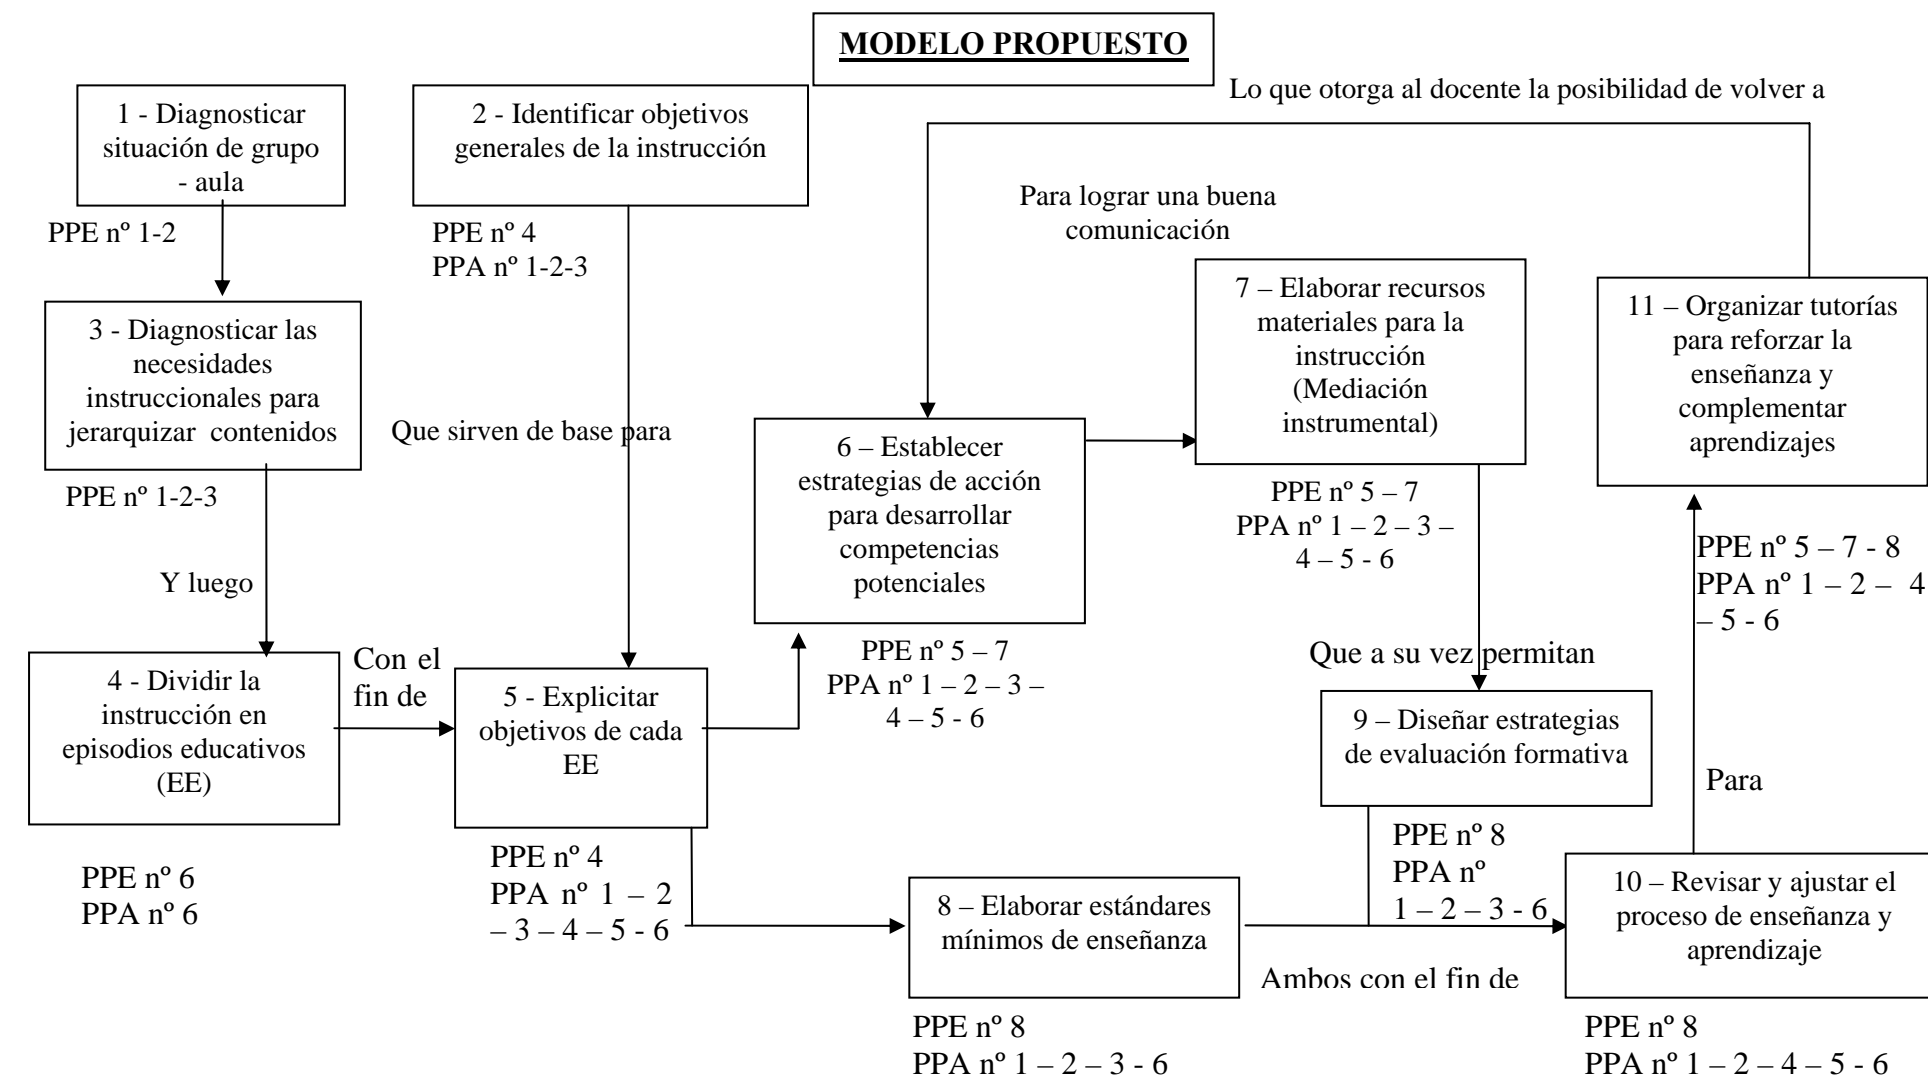 MODELO PROPUESTO
Lo que otorga al docente la posibilidad de volver a
1 - Diagnosticar
situación de grupo
- aula
PPE nº 1-2
2 - Identificar objetivos
generales de la instrucción
PPE nº 4
PPA nº 1-2-3
Para lograr una buena
comunicación
3 - Diagnosticar las
necesidades
instruccionales para
jerarquizar contenidos
PPE nº 1-2-3
Que sirven de base para
Y luego
4 - Dividir la
instrucción en
episodios educativos
(EE)
PPE nº 6
PPA nº 6
Con el
fin de
5 - Explicitar
objetivos de cada
EE
PPE nº 4
PPA nº 1 – 2
– 3 – 4 – 5 - 6
6 – Establecer
estrategias de acción
para desarrollar
competencias
potenciales
PPE nº 5 – 7
PPA nº 1 – 2 – 3 –
4 – 5 - 6
7 – Elaborar recursos
materiales para la
instrucción
(Mediación
instrumental)
PPE nº 5 – 7
PPA nº 1 – 2 – 3 –
4 – 5 - 6
Que a su vez permitan
8 – Elaborar estándares
mínimos de enseñanza
PPE nº 8
PPA nº 1 – 2 – 3 - 6
9 – Diseñar estrategias
de evaluación formativa
PPE nº 8
PPA nº
1 – 2 – 3 - 6
Ambos con el fin de
10 – Revisar y ajustar el
proceso de enseñanza y
aprendizaje
PPE nº 8
PPA nº 1 – 2 – 4 – 5 - 6
Para
11 – Organizar tutorías
para reforzar la
enseñanza y
complementar
aprendizajes
PPE nº 5 – 7 - 8
PPA nº 1 – 2 – 4
– 5 - 6